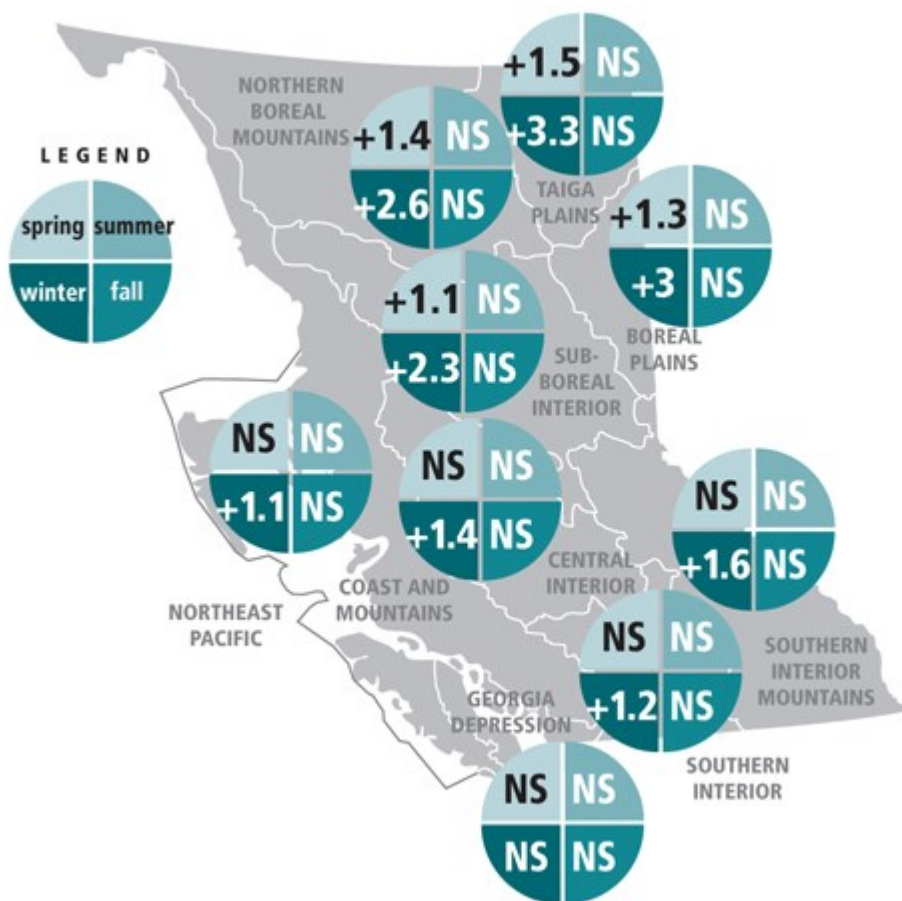 +1.5 NS
+3.3 NS
NORTHERN
BOREAL
MOUNTAINS
+1.4 NS
+2.6 NS
TAIGA
PLAINS
LEGEND
spring summer
winter fall
+1.3 NS
+3 NS
BOREAL
PLAINS
+1.1 NS
+2.3 NS
SUB-
BOREAL
INTERIOR
NS NS
+1.1 NS
NS NS
+1.4 NS
NS NS
+1.6 NS
CENTRAL
INTERIOR
COAST AND
MOUNTAINS
NORTHEAST
PACIFIC
NS NS
+1.2 NS
SOUTHERN
INTERIOR
MOUNTAINS
GEORGIA
DEPRESSION
SOUTHERN
INTERIOR
NS NS
NS NS